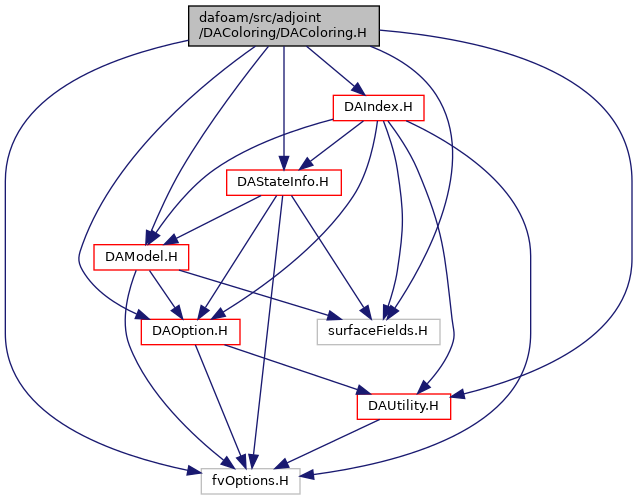 dafoam/src/adjoint
/DAColoring/DAColoring.H
DAIndex.H
DAStateInfo.H
DAModel.H
DAOption.H
surfaceFields.H
DAUtility.H
fvOptions.H